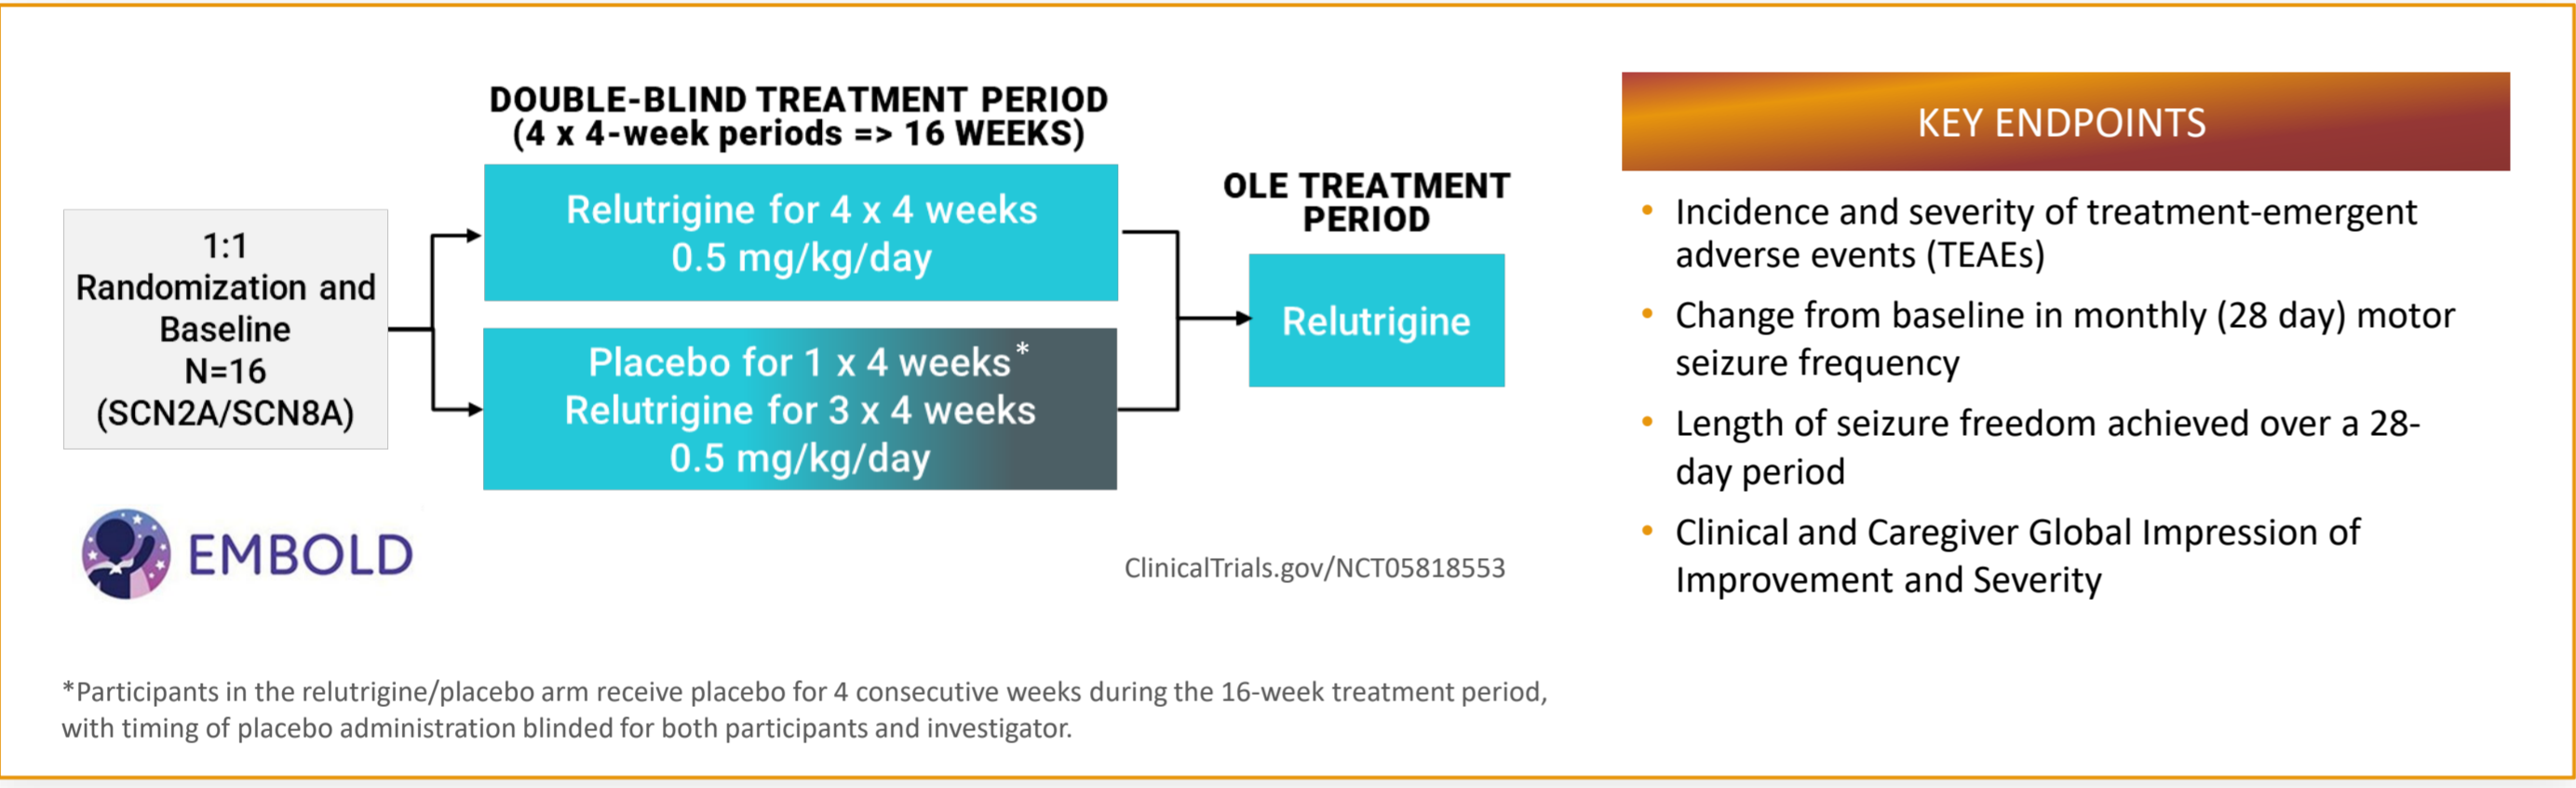 DOUBLE-BLIND TREATMENT PERIOD
(4 x 4-week periods => 16 WEEKS)
1:1
Randomization and
Baseline
N=16
(SCN2A/SCN8A)
Relutrigine for 4 x 4 weeks
0.5 mg/kg/day
Placebo for 1 x 4 weeks*
Relutrigine for 3 x 4 weeks
0.5 mg/kg/day
OLE TREATMENT
PERIOD
Relutrigine
EMBOLD
ClinicalTrials.gov/NCT05818553
*Participants in the relutrigine/placebo arm receive placebo for 4 consecutive weeks during the 16-week treatment period,
with timing of placebo administration blinded for both participants and investigator.
KEY ENDPOINTS
• Incidence and severity of treatment-emergent
adverse events (TEAEs)
• Change from baseline in monthly (28 day) motor
seizure frequency
• Length of seizure freedom achieved over a 28-
day period
• Clinical and Caregiver Global Impression of
Improvement and Severity